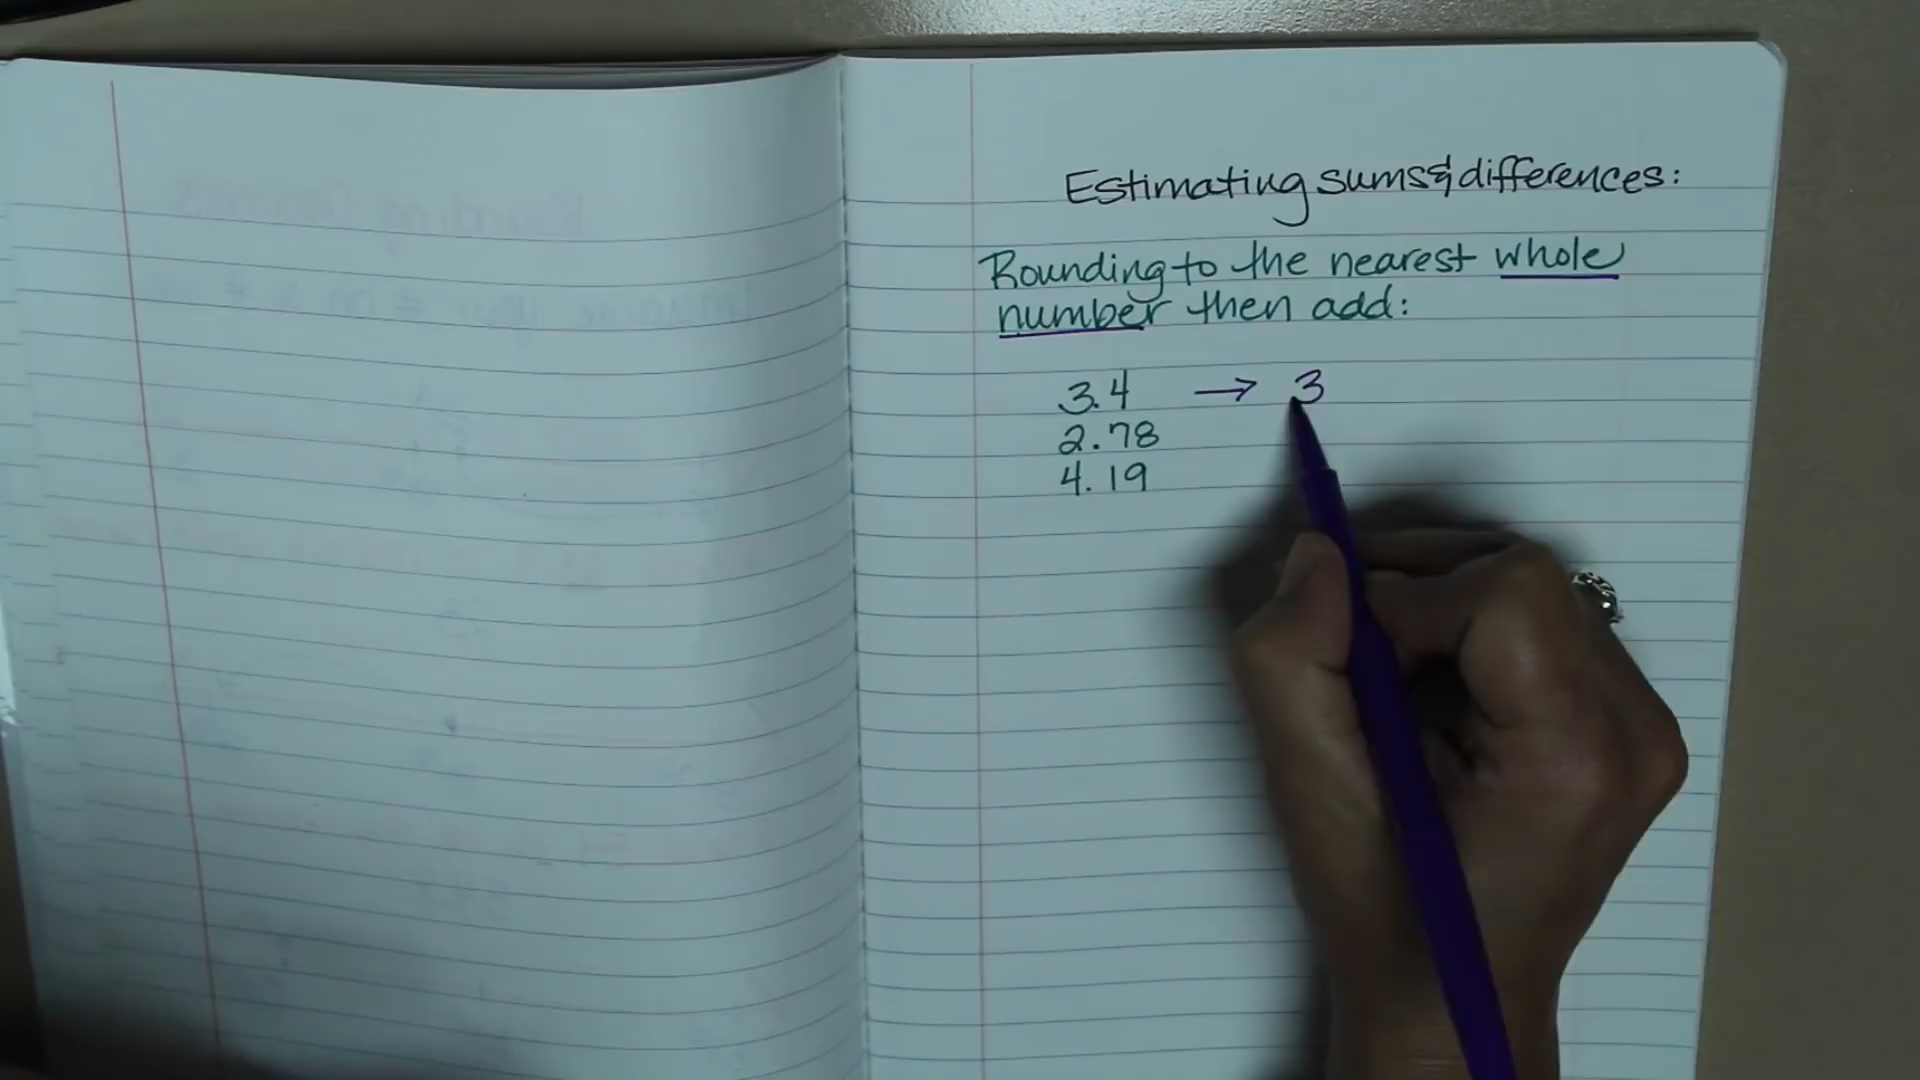 Estimating sums & differences:
Rounding to the nearest whole
number then add:
3.4 → 3
2.78
4.19